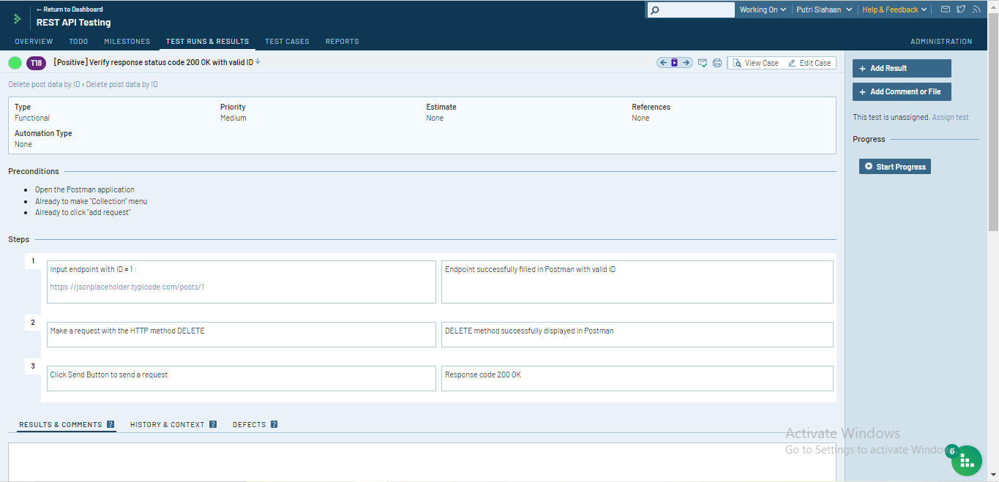 ← Return to Dashboard
REST API Testing
Working On
Putri Siahaan
Help & Feedback
OVERVIEW TODO MILESTONES TEST RUNS & RESULTS TEST CASES REPORTS ADMINISTRATION
T18 [Positive] Verify response status code 200 OK with valid ID
View Case Edit Case
Delete post data by ID › Delete post data by ID
Type Priority Estimate References
Functional Medium None None
Automation Type
None
+ Add Result
+ Add Comment or File
This test is unassigned. Assign test
Progress
Start Progress
Preconditions
• Open the Postman application
• Already to make "Collection" menu
• Already to click "add request"
Steps
1
Input endpoint with ID = 1 :
https://jsonplaceholder.typicode.com/posts/1
Endpoint successfully filled in Postman with valid ID
2
Make a request with the HTTP method DELETE
DELETE method successfully displayed in Postman
3
Click Send Button to send a request
Response code 200 OK
RESULTS & COMMENTS ? HISTORY & CONTEXT ? DEFECTS ?
Activate Windows
Go to Settings to activate
6